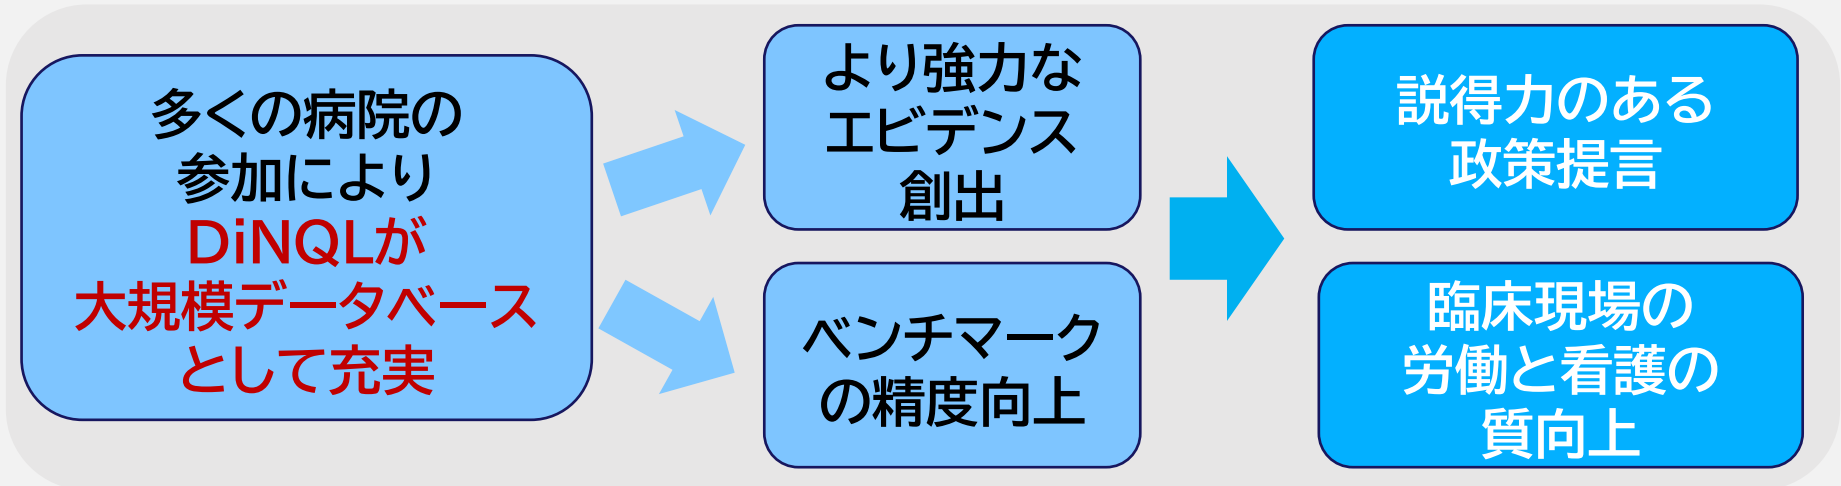 多くの病院の
参加により
DiNQLが
大規模データベース
として充実
より強力な
エビデンス
創出
ベンチマーク
の精度向上
説得力のある
政策提言
臨床現場の
労働と看護の
質向上